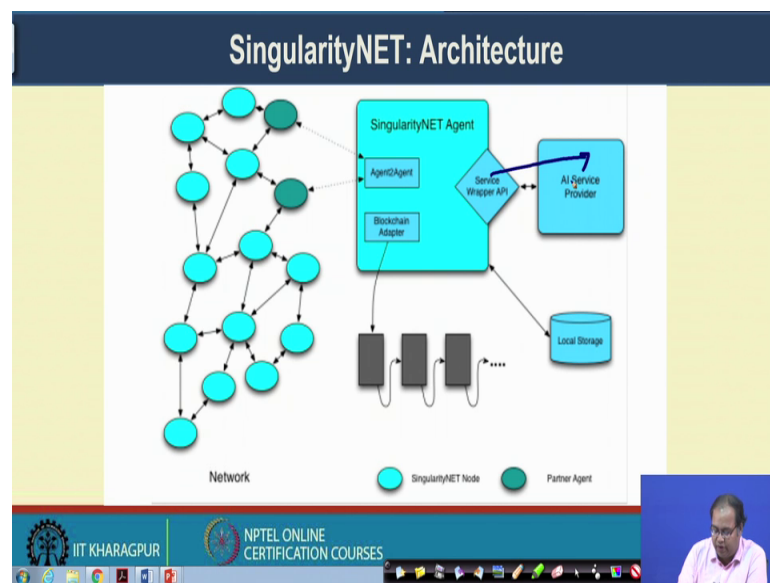 SingularityNET: Architecture
SingularityNET Agent
Agent2Agent
Service
Wrapper API
AI Service
Provider
Blockchain
Adapter
Local Storage
....
Network
SingularityNET Node
Partner Agent
IIT KHARAGPUR
NPTEL ONLINE
CERTIFICATION COURSES